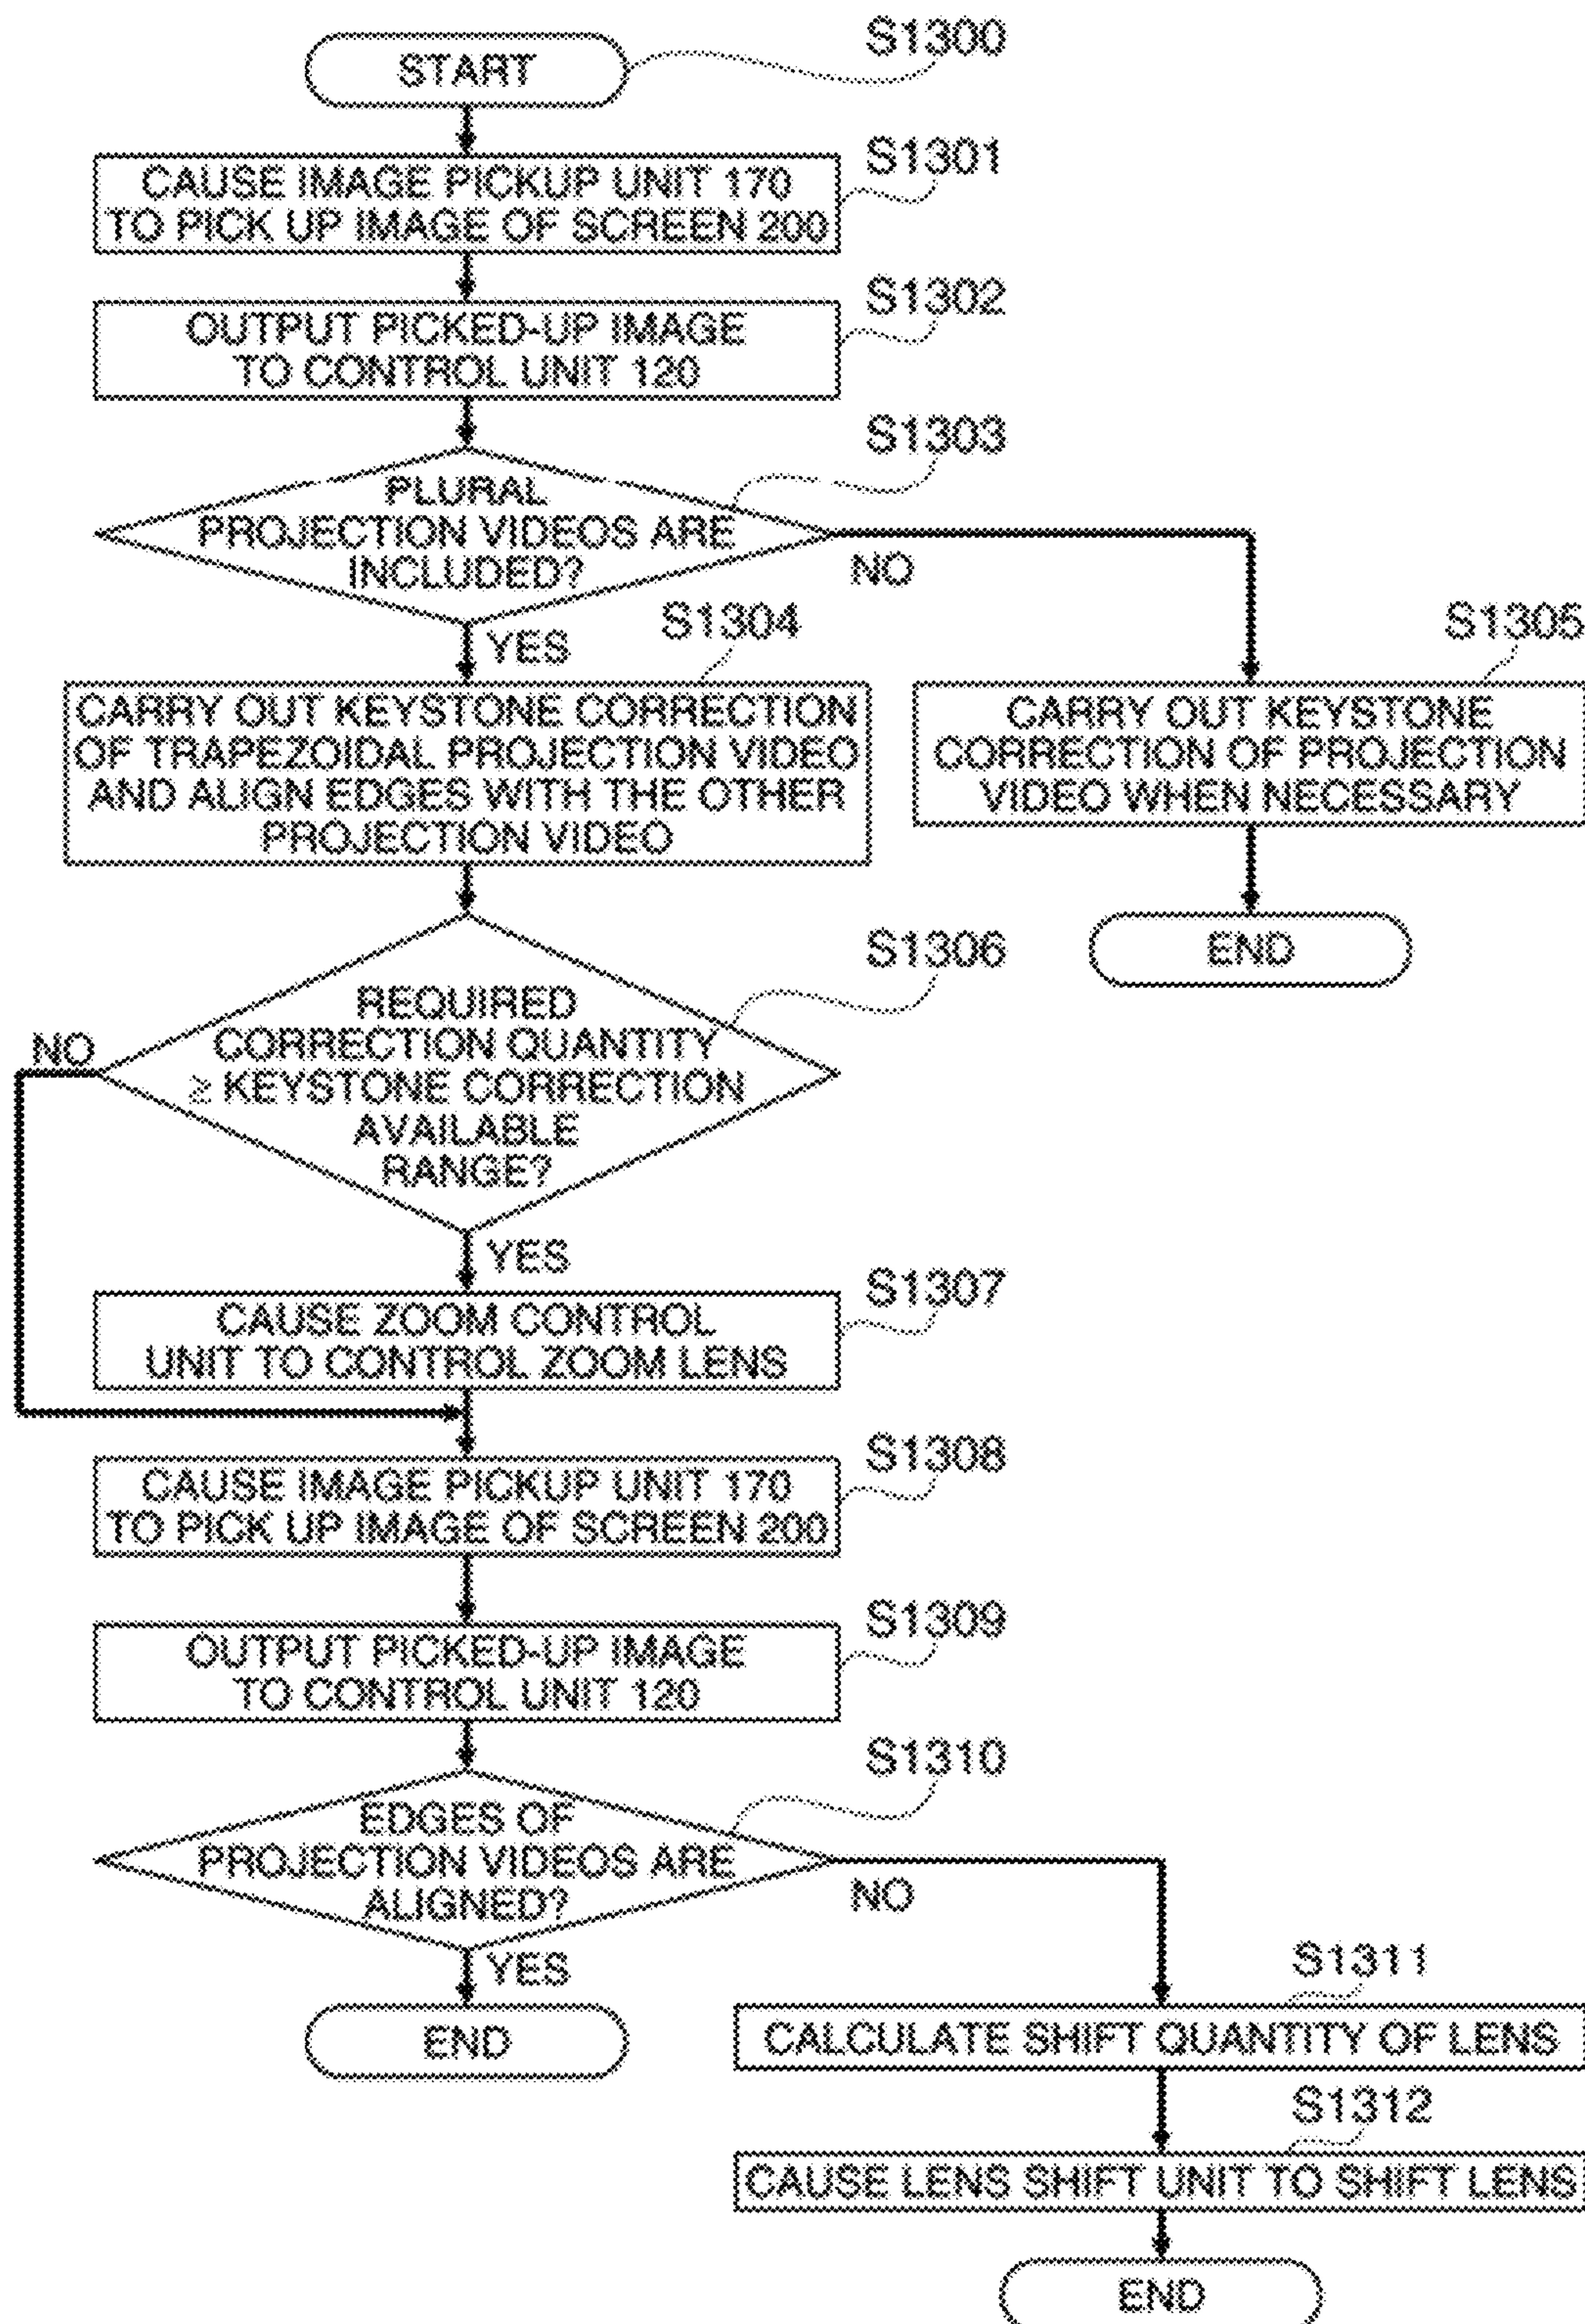 S1300
START
S1301
CAUSE IMAGE PICKUP UNIT 170
TO PICK UP IMAGE OF SCREEN 200
S1302
OUTPUT PICKED-UP IMAGE
TO CONTROL UNIT 120
S1303
PLURAL
PROJECTION VIDEOS ARE
INCLUDED?
NO
YES
S1304
CARRY OUT KEYSTONE CORRECTION
OF TRAPEZOIDAL PROJECTION VIDEO
AND ALIGN EDGES WITH THE OTHER
PROJECTION VIDEO
S1305
CARRY OUT KEYSTONE
CORRECTION OF PROJECTION
VIDEO WHEN NECESSARY
END
S1306
REQUIRED
CORRECTION QUANTITY
≥ KEYSTONE CORRECTION
AVAILABLE
RANGE?
NO
YES
S1307
CAUSE ZOOM CONTROL
UNIT TO CONTROL ZOOM LENS
S1308
CAUSE IMAGE PICKUP UNIT 170
TO PICK UP IMAGE OF SCREEN 200
S1309
OUTPUT PICKED-UP IMAGE
TO CONTROL UNIT 120
S1310
EDGES OF
PROJECTION VIDEOS ARE
ALIGNED?
NO
YES
END
S1311
CALCULATE SHIFT QUANTITY OF LENS
S1312
CAUSE LENS SHIFT UNIT TO SHIFT LENS
END